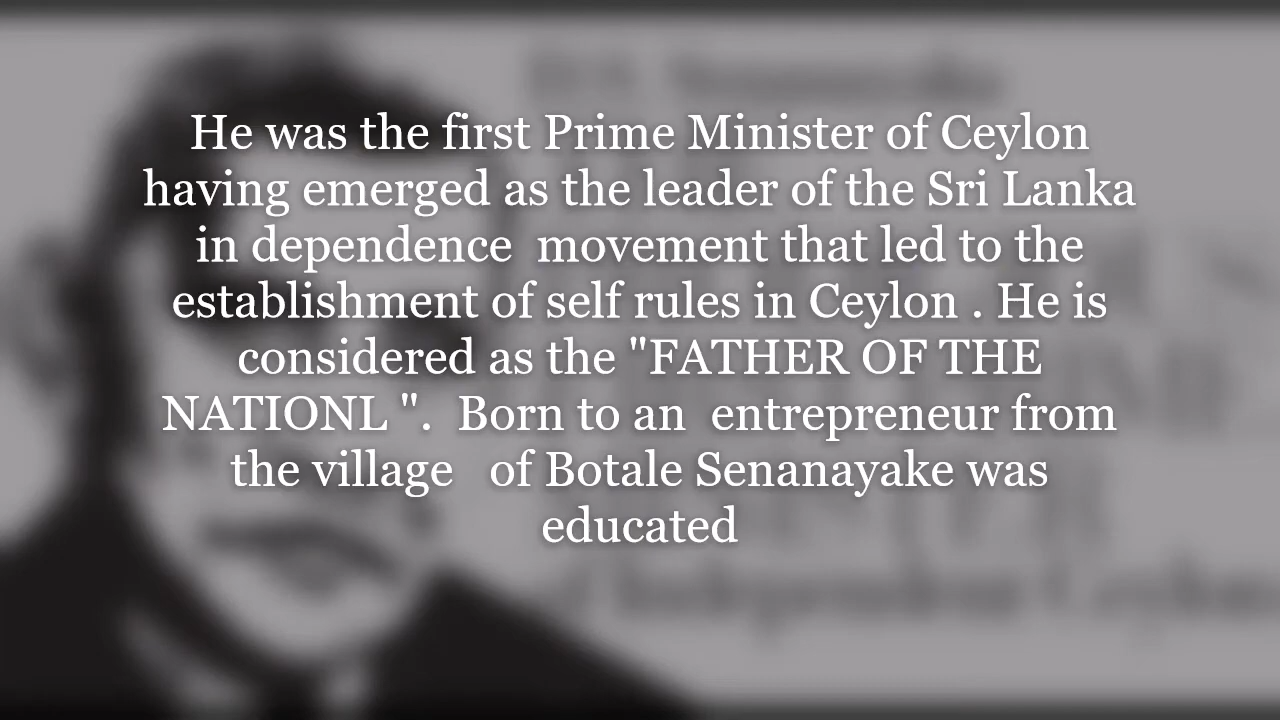 He was the first Prime Minister of Ceylon
having emerged as the leader of the Sri Lanka
in dependence  movement that led to the
establishment of self rules in Ceylon . He is
considered as the "FATHER OF THE
NATIONL ".  Born to an  entrepreneur from
the village   of Botale Senanayake was
educated